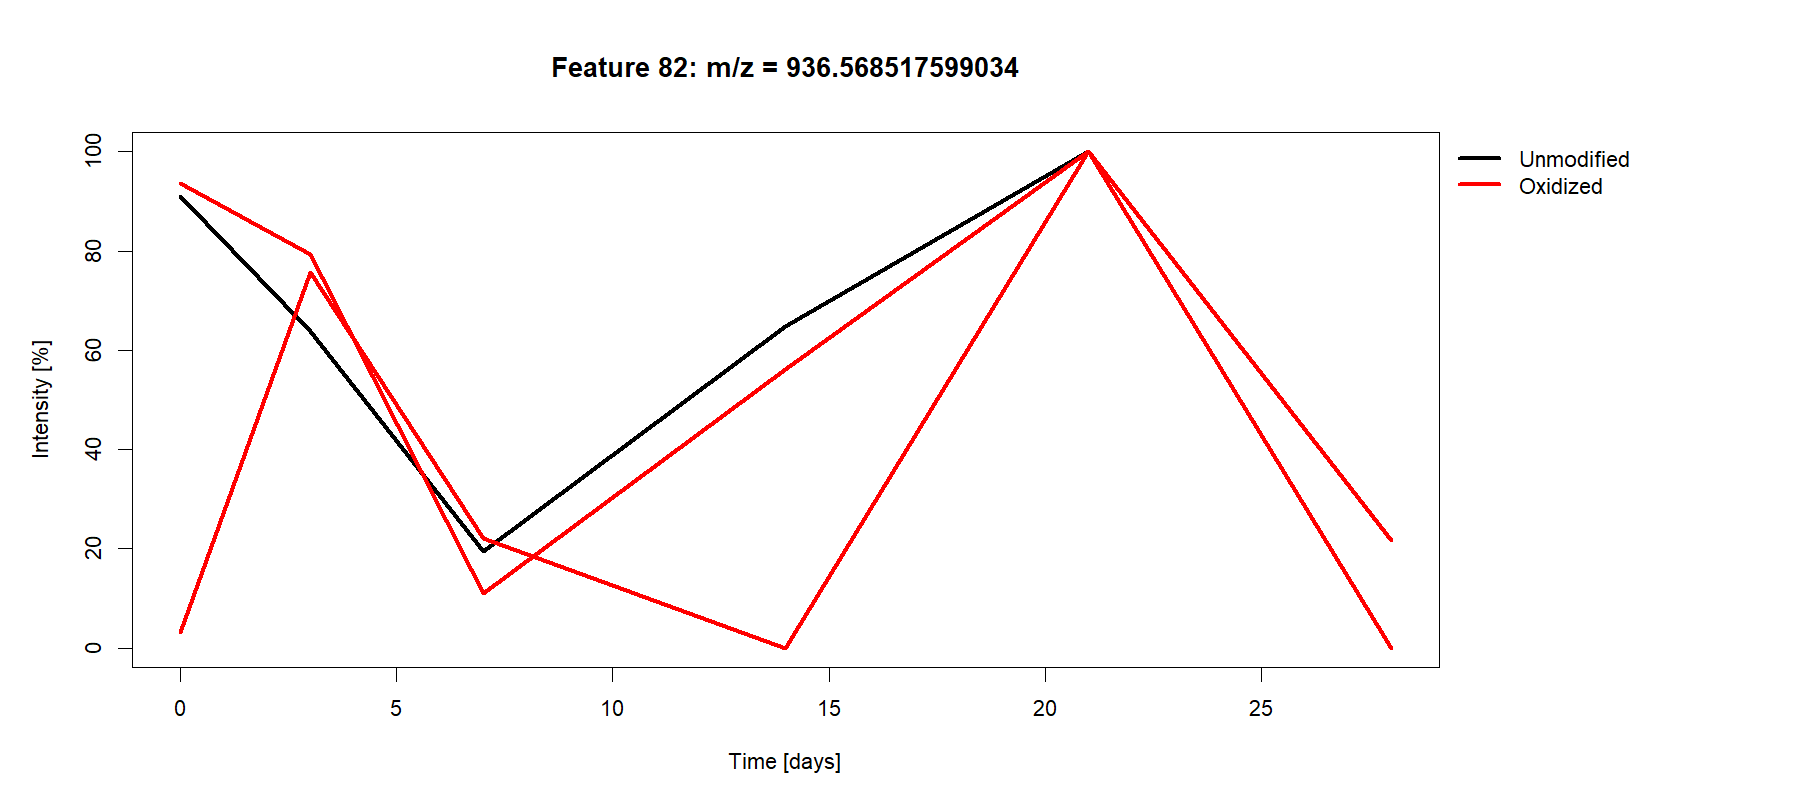 Feature 82: m/z = 936.568517599034
Unmodified
Oxidized
Intensity [%]
100
80
60
40
20
0
0 5 10 15 20 25
Time [days]